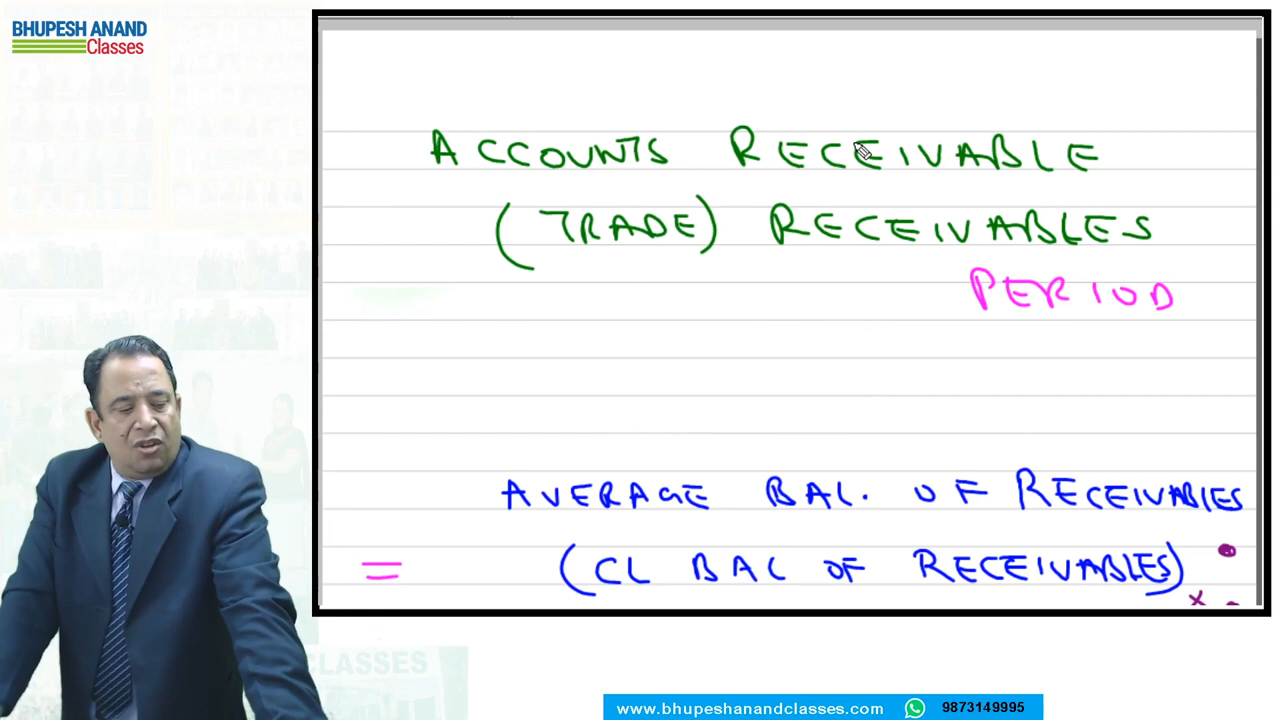 BHUPESH ANAND
Classes
ACCOUNTS RECEIVABLE
(TRADE) RECEIVABLES
PERIOD
AVERAGE BAL. OF RECEIVABLES
= (CL BAL OF RECEIVABLES)
x
CLASSES
www.bhupeshanandclasses.com 9873149995